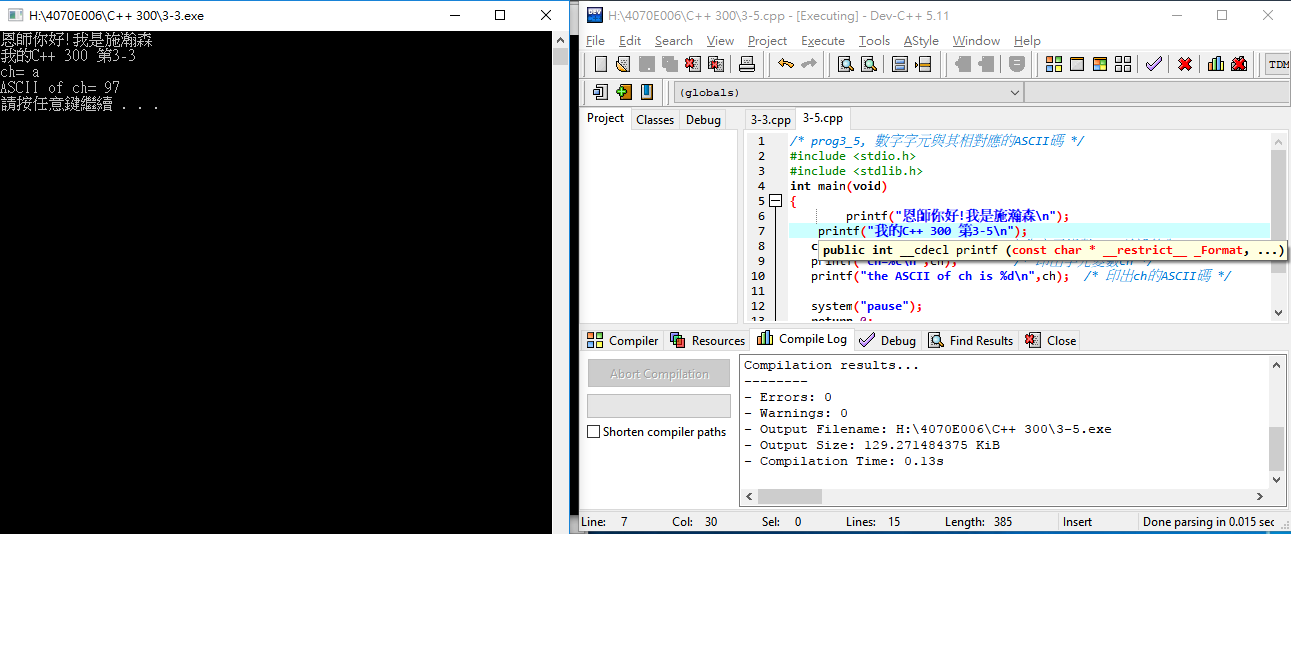 H:\4070E006\C++ 300\3-3.exe
恩師你好!我是施瀚森
我的C++ 300 第3-3
ch= a
ASCII of ch= 97
請按任意鍵繼續 . . .
H:\4070E006\C++ 300\3-5.cpp - [Executing] - Dev-C++ 5.11
File Edit Search View Project Execute Tools AStyle Window Help
TDM
(globals)
Project Classes Debug
3-3.cpp 3-5.cpp
1 /* prog3_5, 數字字元與其相對應的ASCII碼 */
2 #include <stdio.h>
3 #include <stdlib.h>
4 int main(void)
5 {
6 printf("恩師你好!我是施瀚森\n");
7 printf("我的C++ 300 第3-5\n");
8 c
public int __cdecl printf (const char * __restrict__ _Format, ...)
9
10 printf("the ASCII of ch is %d\n",ch); /* 印出ch的ASCII碼 */
11
12 system("pause");
13 return 0;
Compiler Resources Compile Log Debug Find Results Close
Abort Compilation
Shorten compiler paths
Compilation results...
--------
- Errors: 0
- Warnings: 0
- Output Filename: H:\4070E006\C++ 300\3-5.exe
- Output Size: 129.271484375 KiB
- Compilation Time: 0.13s
Line: 7 Col: 30 Sel: 0 Lines: 15 Length: 385 Insert Done parsing in 0.015 sec